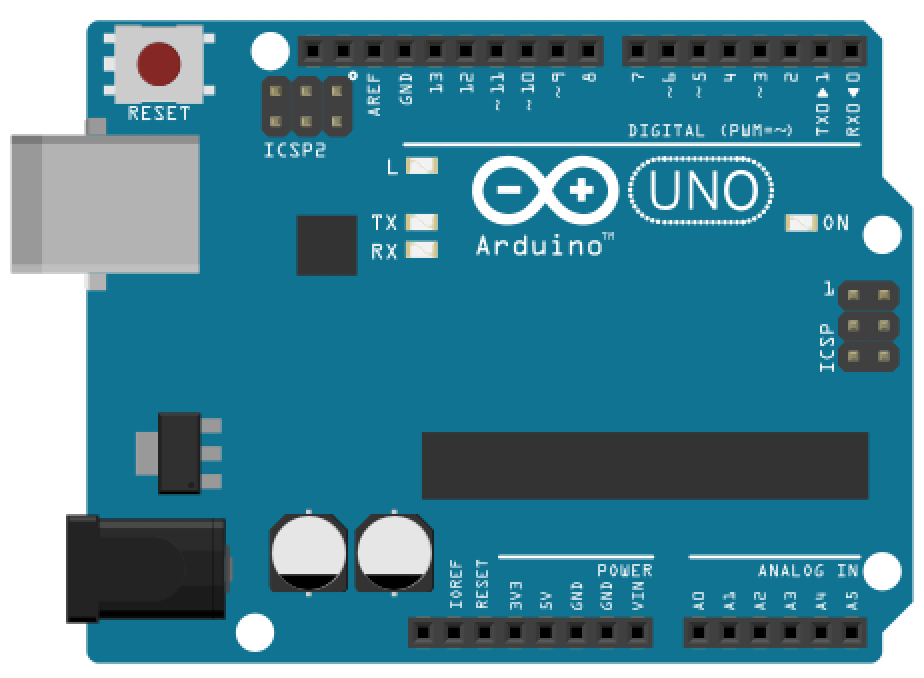 RESET
ICSP2
AREF
GND
13
12
~11
~10
~9
8
7
~6
~5
4
~3
2
TXD▶1
RXD◀0
DIGITAL (PWM=~)
L
TX
RX
Arduino™
UNO
ON
1
ICSP
IOREF
RESET
3V3
5V
GND
GND
VIN
POWER
ANALOG IN
A0
A1
A2
A3
A4
A5